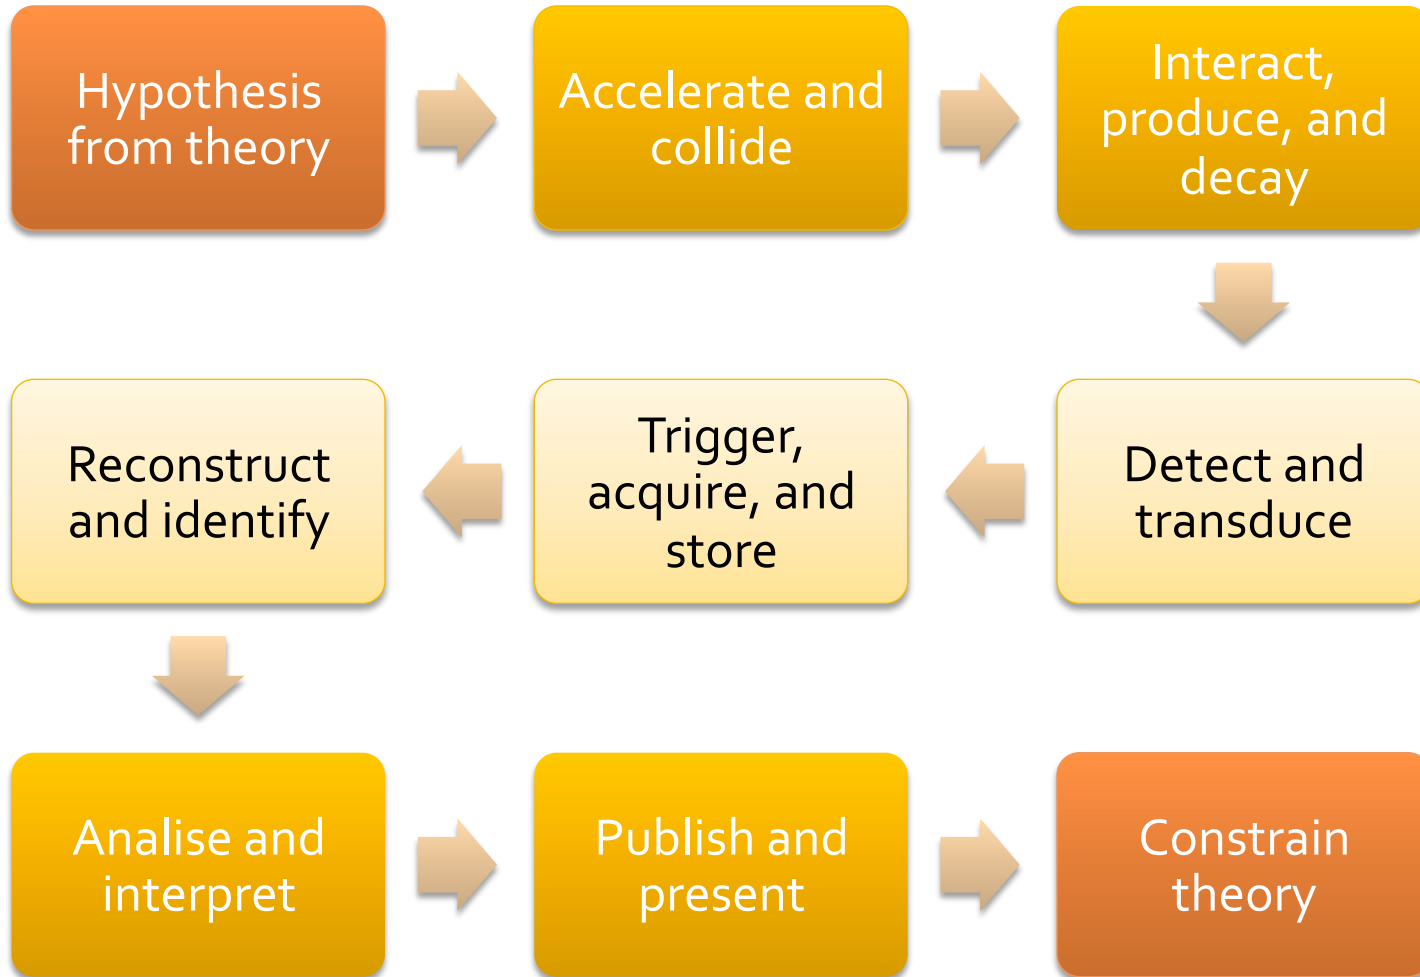 Hypothesis
from theory
Accelerate and
collide
Interact,
produce, and
decay
Detect and
transduce
Trigger,
acquire, and
store
Reconstruct
and identify
Analise and
interpret
Publish and
present
Constrain
theory